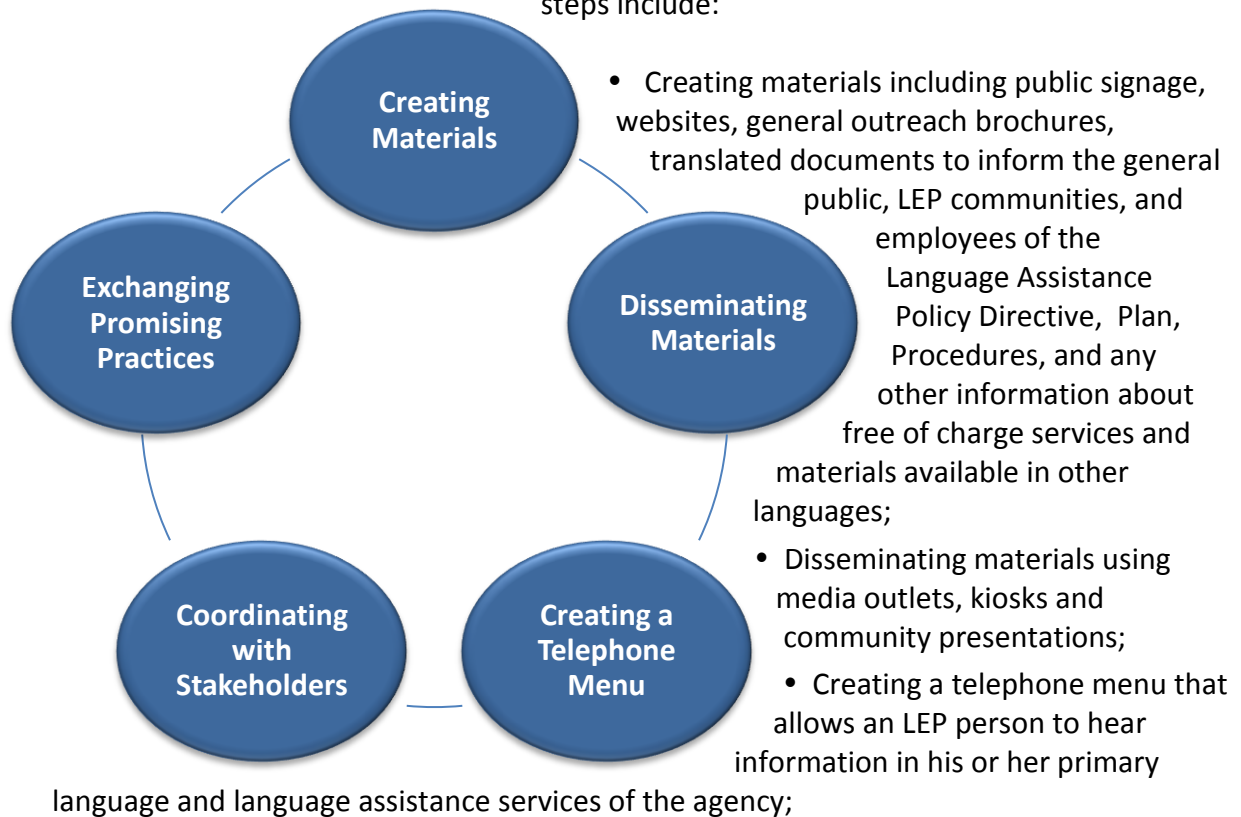 steps include:
Creating
Materials
Disseminating
Materials
Creating a
Telephone
Menu
Coordinating
with
Stakeholders
Exchanging
Promising
Practices
• Creating materials including public signage,
websites, general outreach brochures,
translated documents to inform the general
public, LEP communities, and
employees of the
Language Assistance
Policy Directive, Plan,
Procedures, and any
other information about
free of charge services and
materials available in other
languages;
• Disseminating materials using
media outlets, kiosks and
community presentations;
• Creating a telephone menu that
allows an LEP person to hear
information in his or her primary
language and language assistance services of the agency;